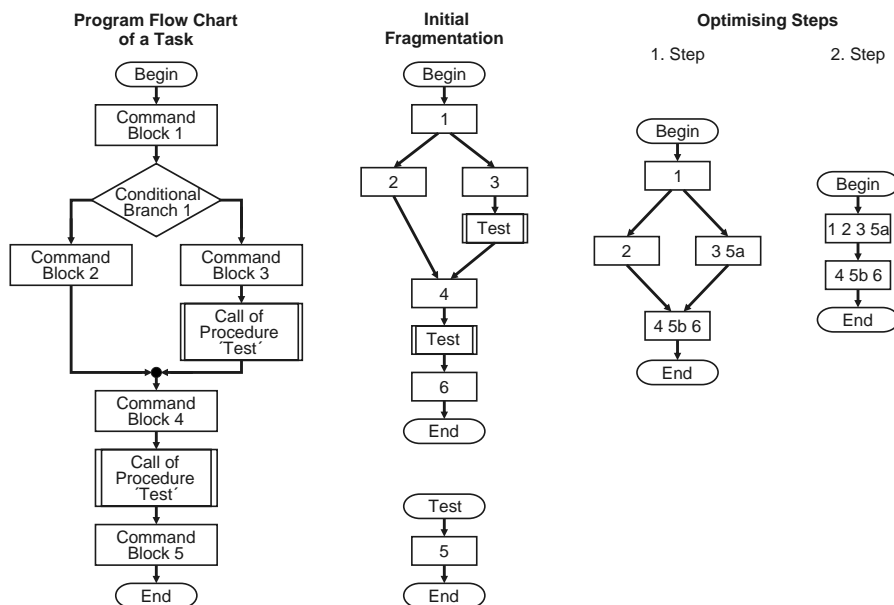 Program Flow Chart
of a Task
Begin
Command
Block 1
Conditional
Branch 1
Command
Block 2
Command
Block 3
Call of
Procedure
´Test´
Command
Block 4
Call of
Procedure
´Test´
Command
Block 5
End
Initial
Fragmentation
Begin
1
2
3
Test
4
Test
6
End
Test
5
End
Optimising Steps
1. Step
Begin
1
2
3 5a
4 5b 6
End
2. Step
Begin
1 2 3 5a
4 5b 6
End